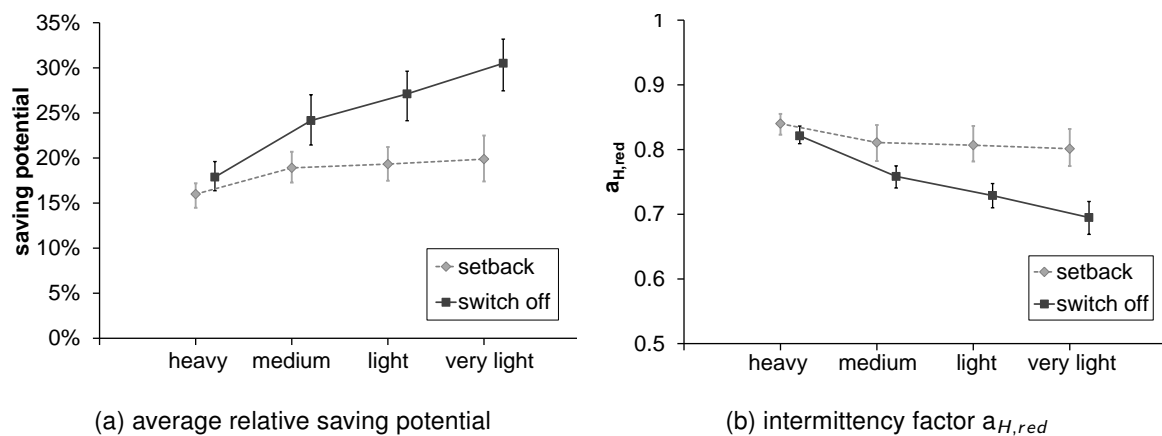 35%
30%
25%
20%
15%
10%
5%
0%
saving potential
setback
switch off
heavy medium light very light
(a) average relative saving potential
1
0.9
0.8
0.7
0.6
0.5
a_H,red
setback
switch off
heavy medium light very light
(b) intermittency factor a_H,red